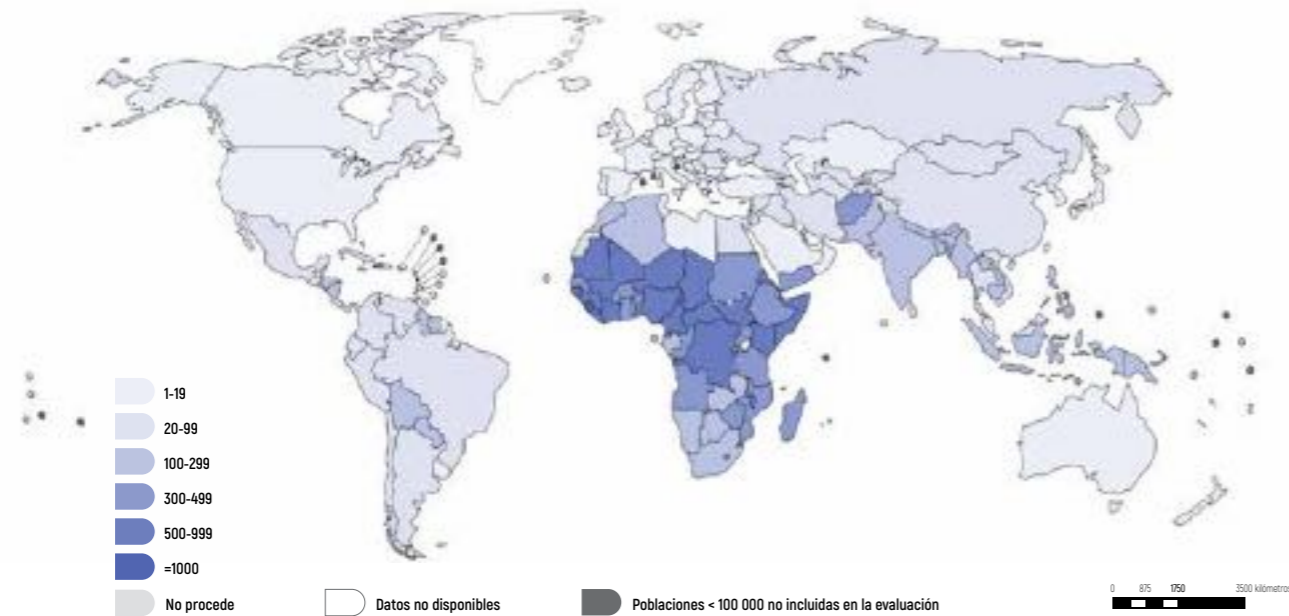 1-19
20-99
100-299
300-499
500-999
=1000
No procede
Datos no disponibles
Poblaciones < 100 000 no incluidas en la evaluación
0 875 1750 3500 kilómetros